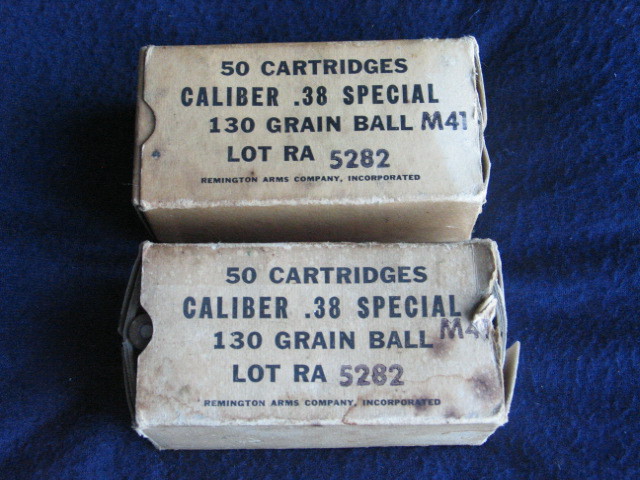 50 CARTRIDGES
CALIBER .38 SPECIAL
130 GRAIN BALL M41
LOT RA 5282
REMINGTON ARMS COMPANY, INCORPORATED
50 CARTRIDGES
CALIBER .38 SPECIAL
130 GRAIN BALL M41
LOT RA 5282
REMINGTON ARMS COMPANY, INCORPORATED